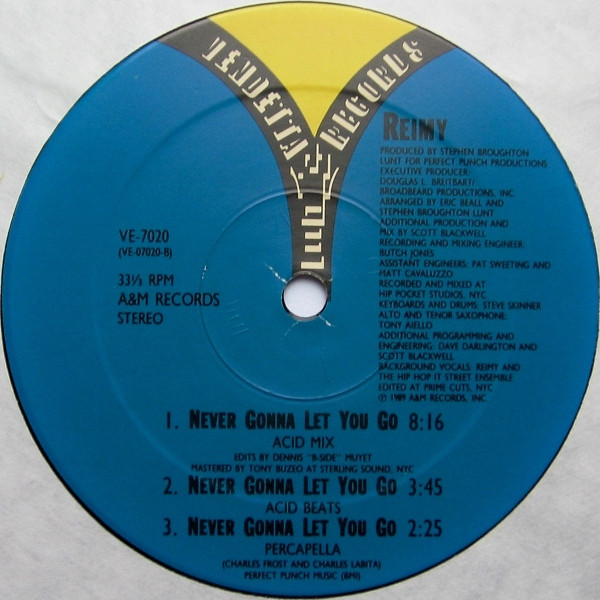 VENDETTA RECORDS
REIMY
PRODUCED BY STEPHEN BROUGHTON
LUNT FOR PERFECT PUNCH PRODUCTIONS
EXECUTIVE PRODUCER:
DOUGLAS L. BREITBART/
BROADBEARD PRODUCTIONS, INC.
ARRANGED BY ERIC BEALL AND
STEPHEN BROUGHTON LUNT
ADDITIONAL PRODUCTION AND
MIX BY SCOTT BLACKWELL
RECORDING AND MIXING ENGINEER:
BUTCH JONES
ASSISTANT ENGINEERS: PAT SWEETING AND
MATT CAVALUZZO
RECORDED AND MIXED AT
HIP POCKET STUDIOS, NYC
KEYBOARDS AND DRUMS: STEVE SKINNER
ALTO AND TENOR SAXOPHONE:
TONY AIELLO
ADDITIONAL PROGRAMMING AND
ENGINEERING: DAVE DARLINGTON AND
SCOTT BLACKWELL
BACKGROUND VOCALS: REIMY AND
THE HIP HOP IT STREET ENSEMBLE
EDITED AT PRIME CUTS, NYC
℗ 1989 A&M RECORDS, INC.
VE-7020
(VE-07020-B)
33⅓ RPM
A&M RECORDS
STEREO
1. NEVER GONNA LET YOU GO 8:16
ACID MIX
EDITS BY DENNIS "B-SIDE" MUYET
MASTERED BY TONY BUZEO AT STERLING SOUND, NYC
2. NEVER GONNA LET YOU GO 3:45
ACID BEATS
3. NEVER GONNA LET YOU GO 2:25
PERCAPELLA
(CHARLES FROST AND CHARLES LABITA)
PERFECT PUNCH MUSIC (BMI)